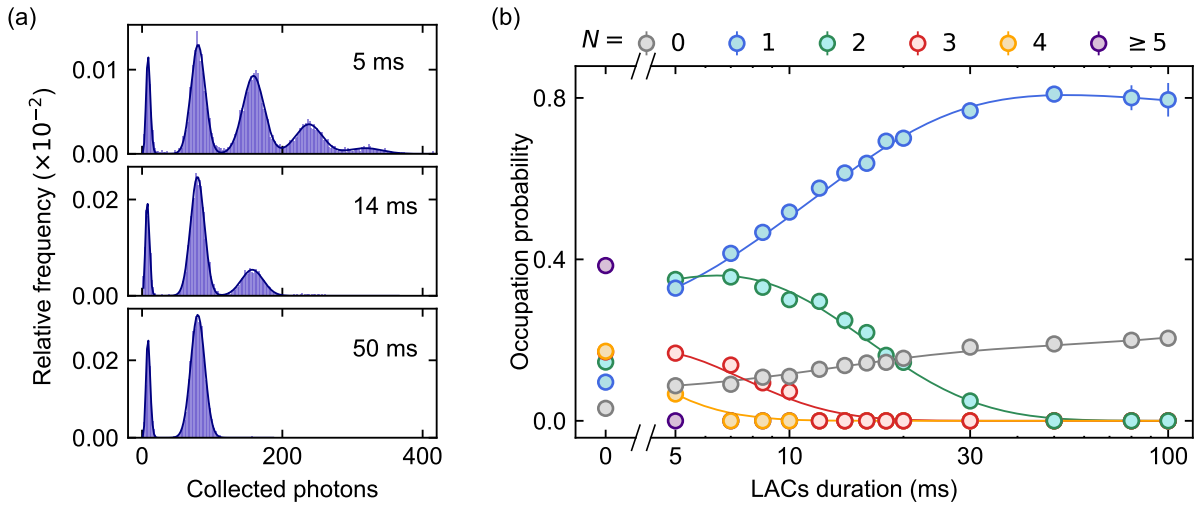 (a)
5 ms
0.01
0.00
14 ms
0.02
0.00
50 ms
0.02
0.00
0 200 400
Relative frequency (×10⁻²)
Collected photons
(b)
N = 0 1 2 3 4 ≥ 5
0.8
0.4
0.0
0 5 10 30 100
Occupation probability
LACs duration (ms)